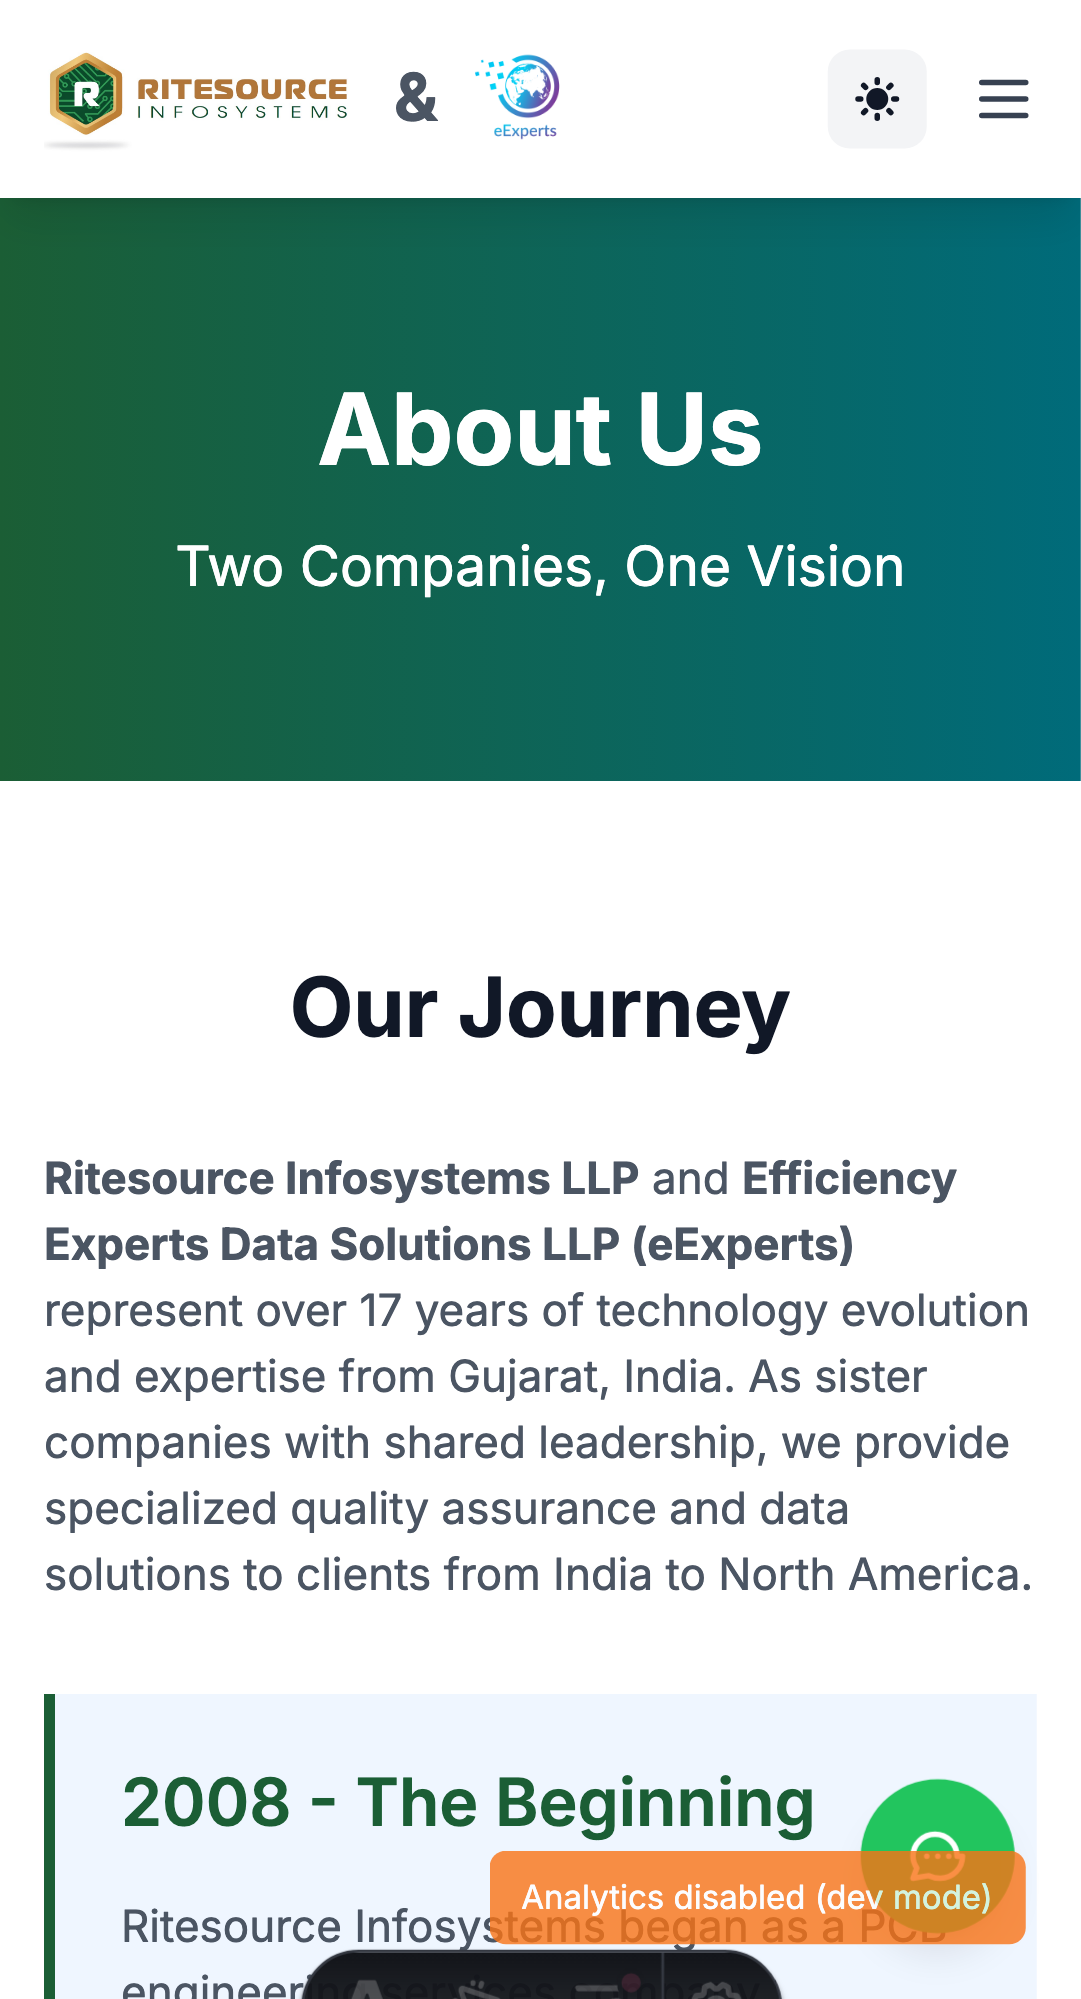 RITESOURCE
INFOSYSTEMS
&
eExperts
About Us
Two Companies, One Vision
Our Journey
Ritesource Infosystems LLP and Efficiency
Experts Data Solutions LLP (eExperts)
represent over 17 years of technology evolution
and expertise from Gujarat, India. As sister
companies with shared leadership, we provide
specialized quality assurance and data
solutions to clients from India to North America.
2008 - The Beginning
Ritesource Infosystems began as a PCB
engineering services company
Analytics disabled (dev mode)